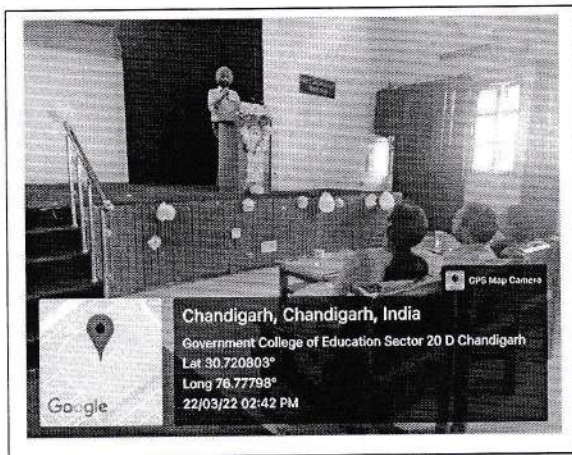 GPS Map Camera
Chandigarh, Chandigarh, India
Government College of Education Sector 20 D Chandigarh
Lat 30.720803°
Long 76.77798°
22/03/22 02:42 PM
Google